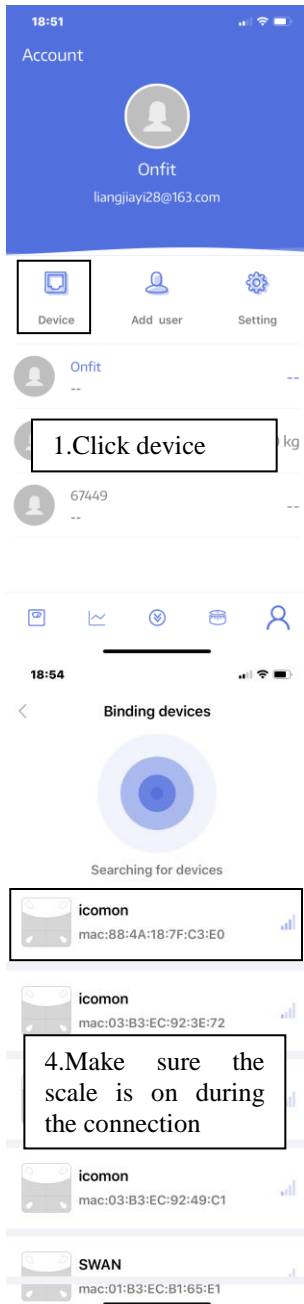 18:51
Account
Onfit
liangjiayi28@163.com
Device
Add user
Setting
Onfit
--
--
1.Click device
kg
67449
--
--
18:54
Binding devices
Searching for devices
icomon
mac:88:4A:18:7F:C3:E0
icomon
mac:03:B3:EC:92:3E:72
4.Make sure the
scale is on during
the connection
icomon
mac:03:B3:EC:92:49:C1
SWAN
mac:01:B3:EC:B1:65:E1